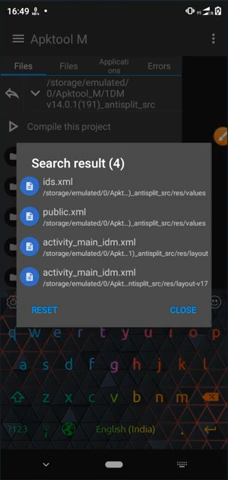 16:49
Apktool M
Files
Files
Applicati
ons
Errors
/storage/emulated/
0/Apktool_M/1DM
v14.0.1(191)_antisplit_src
Compile this project
Search result (4)
ids.xml
/storage/emulated/0/Apkt...)_antisplit_src/res/values
public.xml
/storage/emulated/0/Apkt...)_antisplit_src/res/values
activity_main_idm.xml
/storage/emulated/0/Apkt...1)_antisplit_src/res/layout
activity_main_idm.xml
/storage/emulated/0/Apkt...ntisplit_src/res/layout-v17
RESET
CLOSE
q w e r t y u i o p
a s d f g h j k l
z x c v b n m
?123 , English (India) .